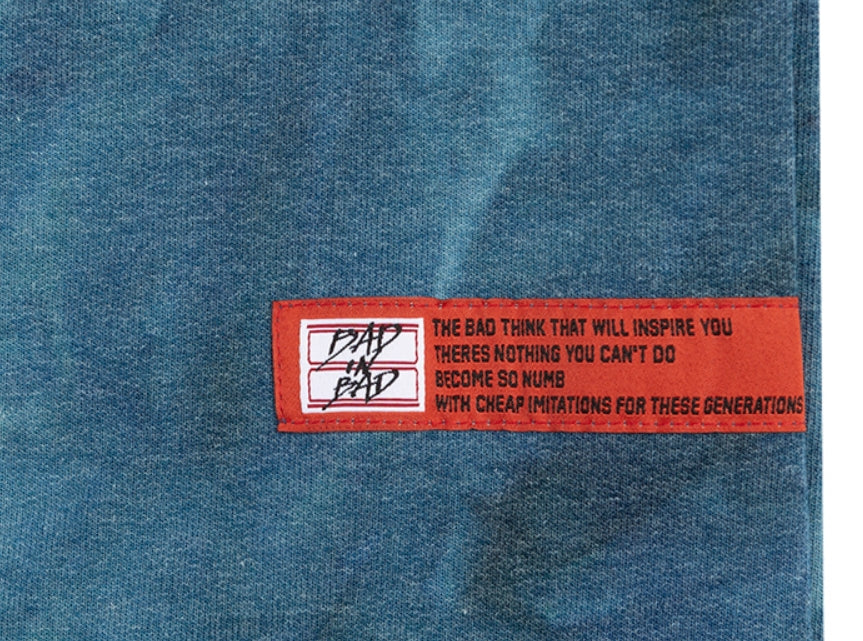 BAD
IN
BAD
THE BAD THINK THAT WILL INSPIRE YOU
THERES NOTHING YOU CAN'T DO
BECOME SO NUMB
WITH CHEAP IMITATIONS FOR THESE GENERATIONS